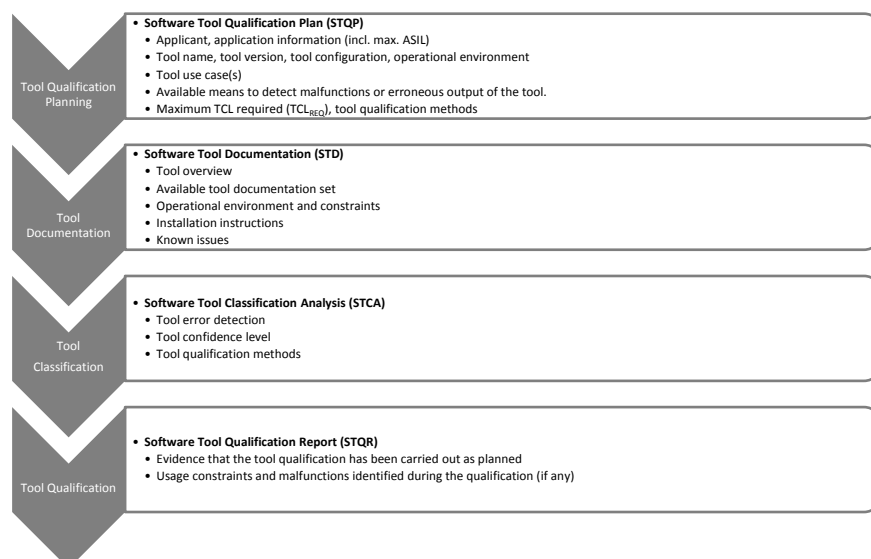 Tool Qualification
Planning
• Software Tool Qualification Plan (STQP)
• Applicant, application information (incl. max. ASIL)
• Tool name, tool version, tool configuration, operational environment
• Tool use case(s)
• Available means to detect malfunctions or erroneous output of the tool.
• Maximum TCL required (TCLREQ), tool qualification methods
Tool
Documentation
• Software Tool Documentation (STD)
• Tool overview
• Available tool documentation set
• Operational environment and constraints
• Installation instructions
• Known issues
Tool
Classification
• Software Tool Classification Analysis (STCA)
• Tool error detection
• Tool confidence level
• Tool qualification methods
Tool Qualification
• Software Tool Qualification Report (STQR)
• Evidence that the tool qualification has been carried out as planned
• Usage constraints and malfunctions identified during the qualification (if any)